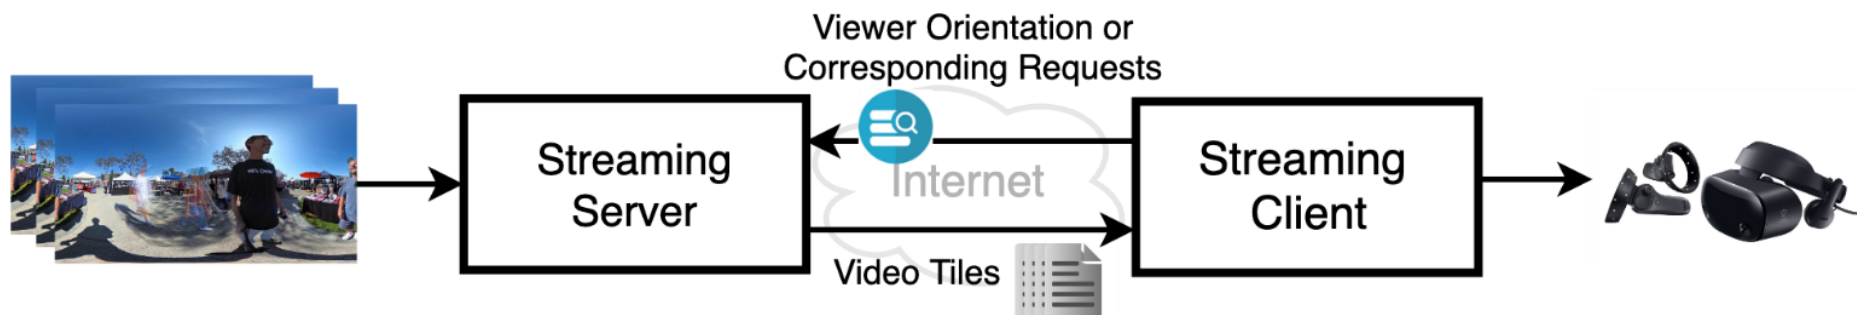 Viewer Orientation or
Corresponding Requests
Streaming
Server
Internet
Streaming
Client
Video Tiles